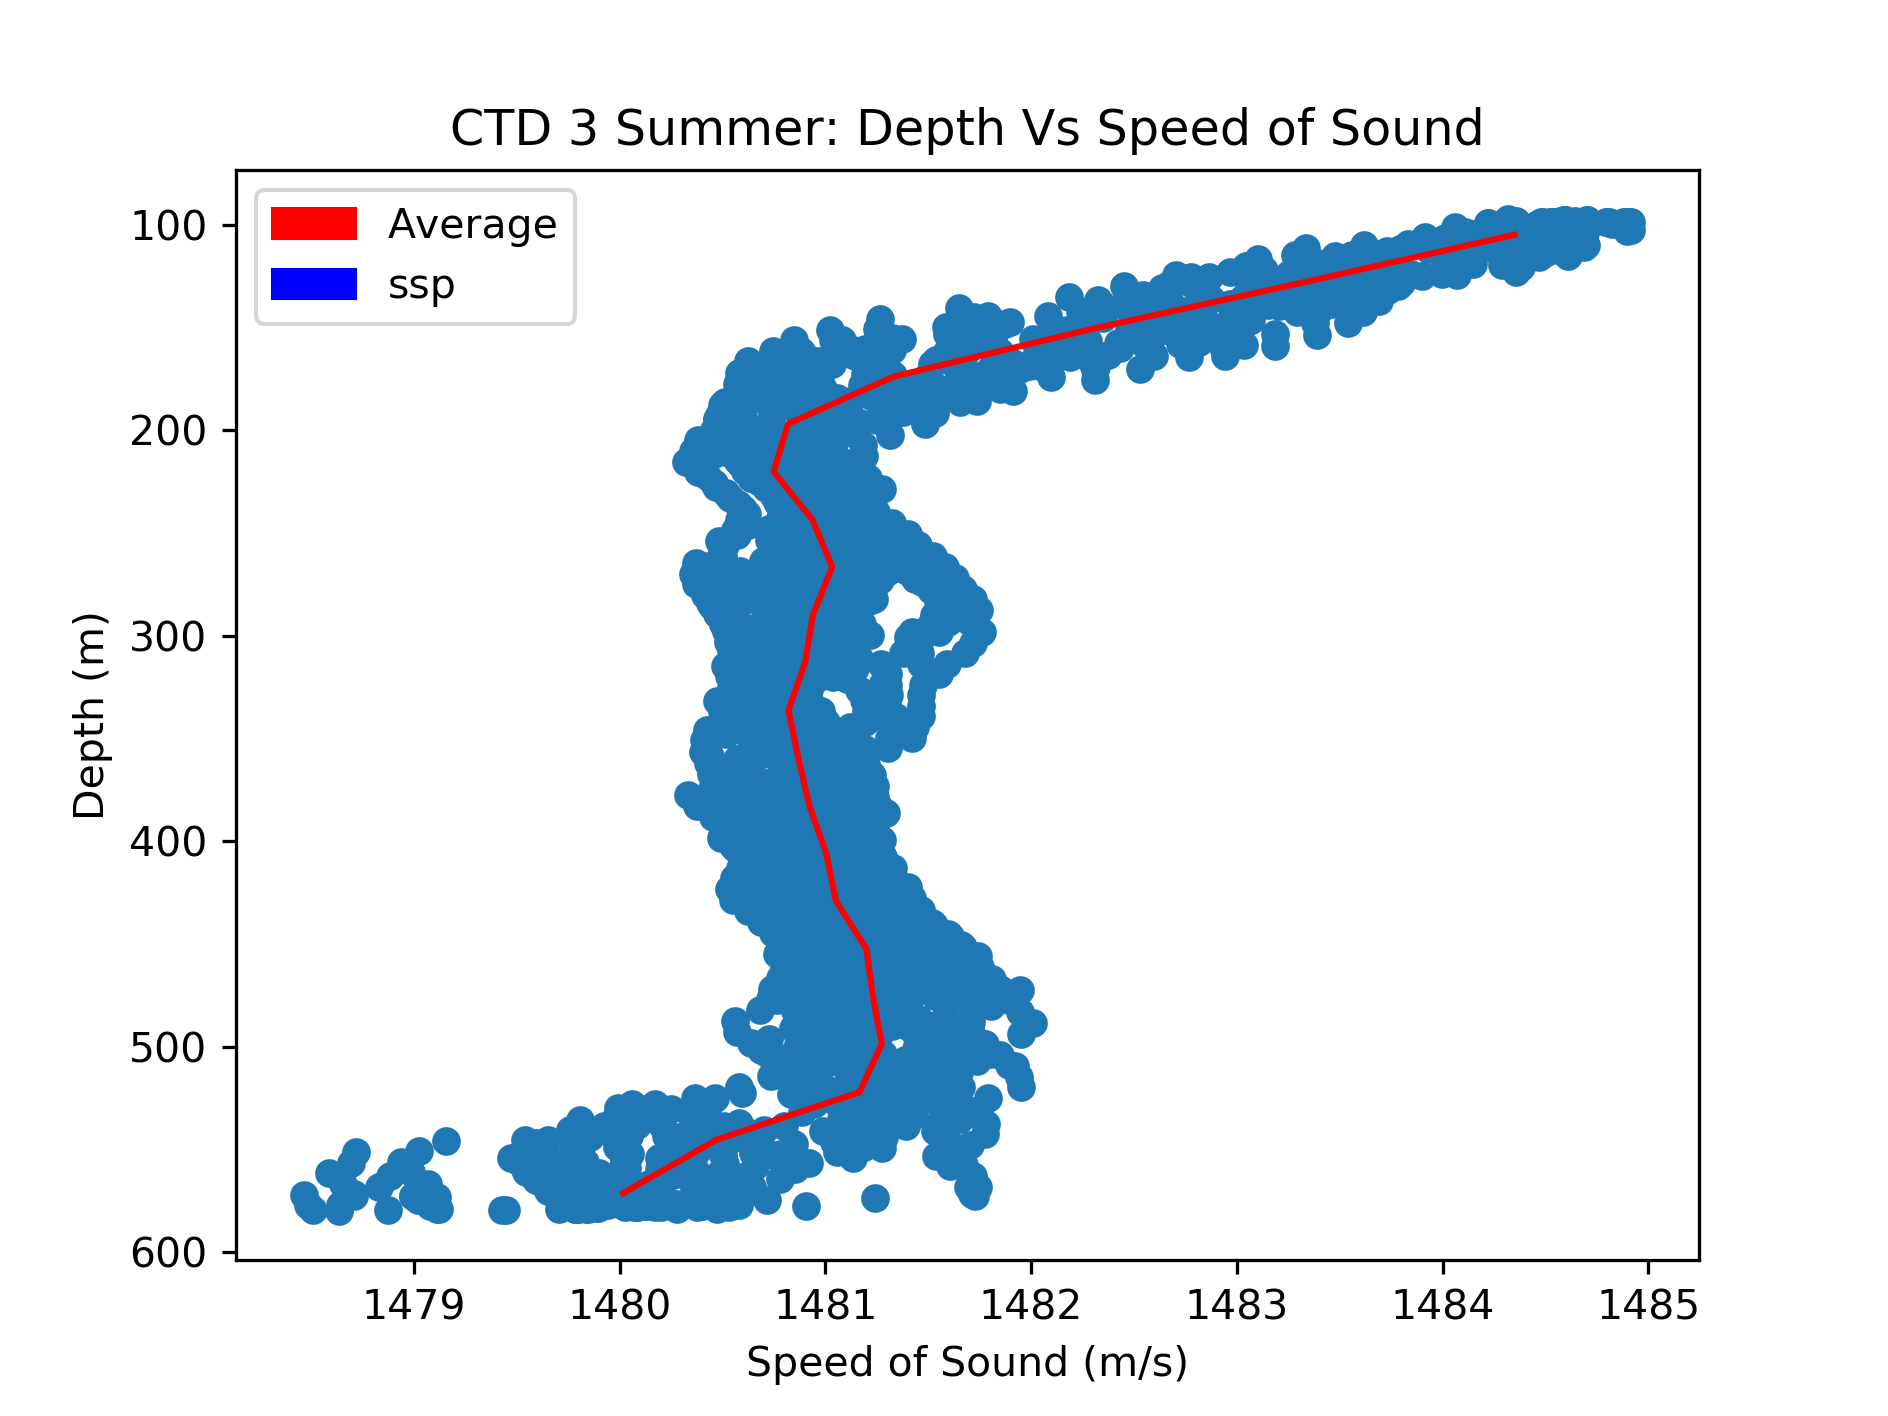 CTD 3 Summer: Depth Vs Speed of Sound
Average
ssp
100
200
300
400
500
600
Depth (m)
1479 1480 1481 1482 1483 1484 1485
Speed of Sound (m/s)